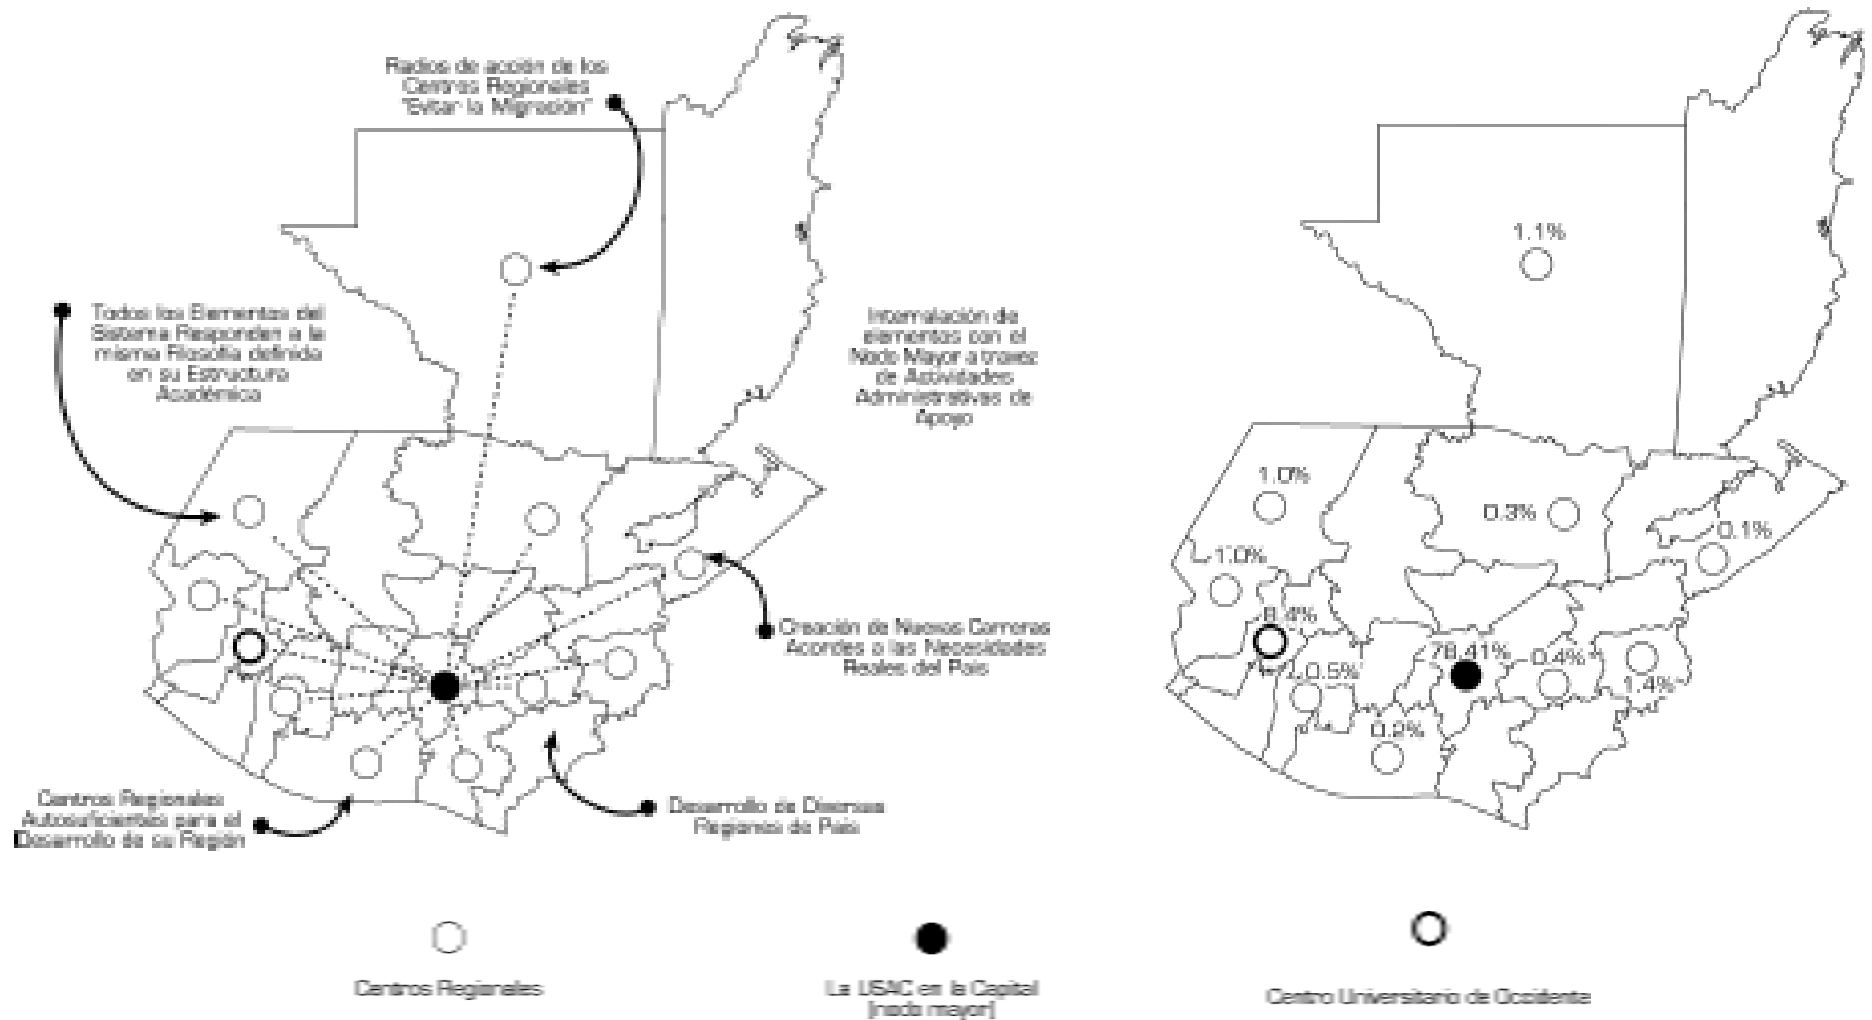 Radios de acción de los
Centros Regionales
"Evitar la Migración"
Todos los Elementos del
Sistema Responden a la
misma Filosofía definida
en su Estructura
Académica
Interrelación de
elementos con el
Nodo Mayor a travez
de Actividades
Administrativas de
Apoyo
Creación de Nuevas Carreras
Acordes a las Necesidades
Reales del País
Centros Regionales
Autosuficientes para el
Desarrollo de su Región
Desarrollo de Diversas
Regiones de País
1.1%
1.0%
0.3%
0.1%
1.0%
8.4%
78.41%
0.4%
0.5%
1.4%
0.2%
Centros Regionales
La USAC en la Capital
[nodo mayor]
Centro Universitario de Occidente